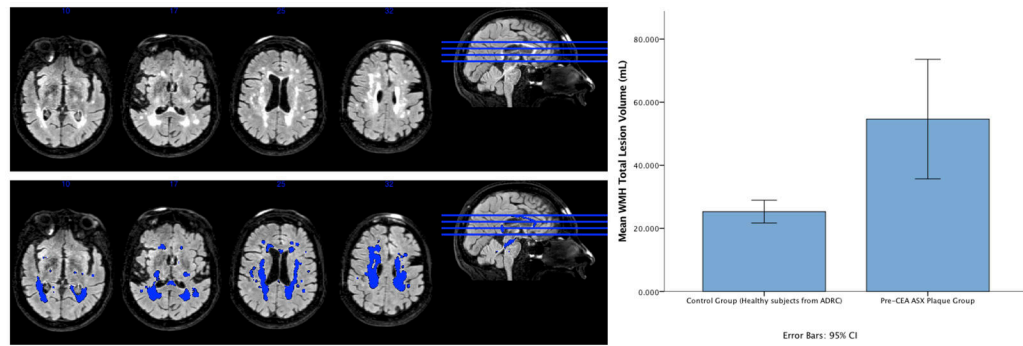 10 17 25 32
10 17 25 32
Mean WMH Total Lesion Volume (mL)
80.000
60.000
40.000
20.000
0.000
Control Group (Healthy subjects from ADRC) Pre-CEA ASX Plaque Group
Error Bars: 95% CI